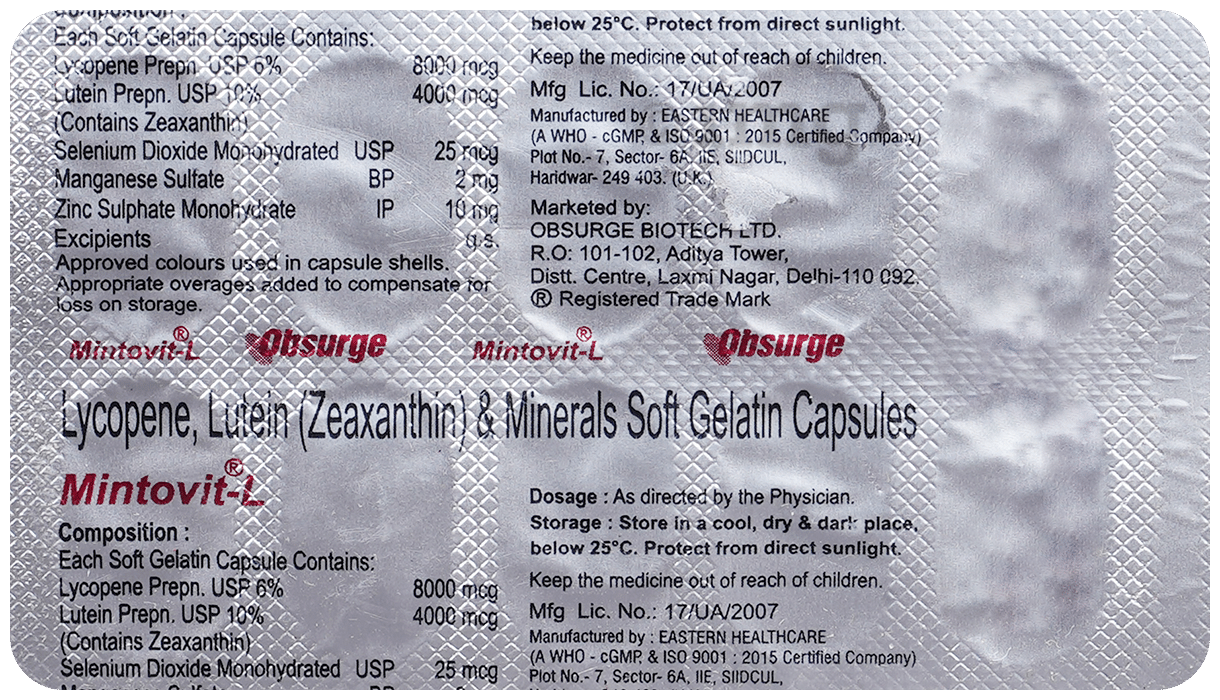 Composition :
Each Soft Gelatin Capsule Contains:
Lycopene Prepn. USP 6% 8000 mcg
Lutein Prepn. USP 10% 4000 mcg
(Contains Zeaxanthin)
Selenium Dioxide Monohydrated USP 25 mcg
Manganese Sulfate BP 2 mg
Zinc Sulphate Monohydrate IP 10 mg
Excipients q.s.
Approved colours used in capsule shells.
Appropriate overages added to compensate for
loss on storage.
below 25°C. Protect from direct sunlight.
Keep the medicine out of reach of children.
Mfg Lic. No.: 17/UA/2007
Manufactured by : EASTERN HEALTHCARE
(A WHO - cGMP, & ISO 9001 : 2015 Certified Company)
Plot No.- 7, Sector- 6A, IIE, SIIDCUL,
Haridwar- 249 403. (U.K.)
Marketed by:
OBSURGE BIOTECH LTD.
R.O: 101-102, Aditya Tower,
Distt. Centre, Laxmi Nagar, Delhi-110 092.
® Registered Trade Mark
Mintovit-L® Obsurge Mintovit-L® Obsurge
Lycopene, Lutein (Zeaxanthin) & Minerals Soft Gelatin Capsules
Mintovit-L®
Composition :
Each Soft Gelatin Capsule Contains:
Lycopene Prepn. USP 6% 8000 mcg
Lutein Prepn. USP 10% 4000 mcg
(Contains Zeaxanthin)
Selenium Dioxide Monohydrated USP 25 mcg
Dosage : As directed by the Physician.
Storage : Store in a cool, dry & dark place,
below 25°C. Protect from direct sunlight.
Keep the medicine out of reach of children.
Mfg Lic. No.: 17/UA/2007
Manufactured by : EASTERN HEALTHCARE
(A WHO - cGMP, & ISO 9001 : 2015 Certified Company)
Plot No.- 7, Sector- 6A, IIE, SIIDCUL,